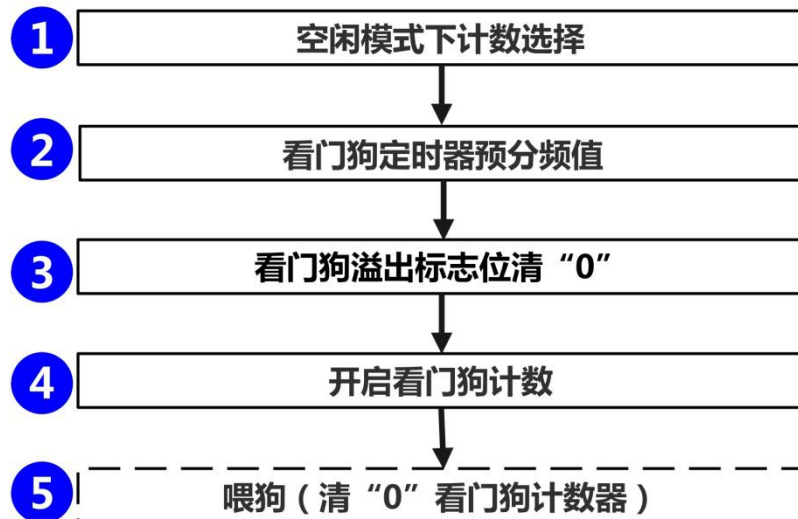 1 空闲模式下计数选择
2 看门狗定时器预分频值
3 看门狗溢出标志位清“0”
4 开启看门狗计数
5 喂狗（清“0”看门狗计数器）